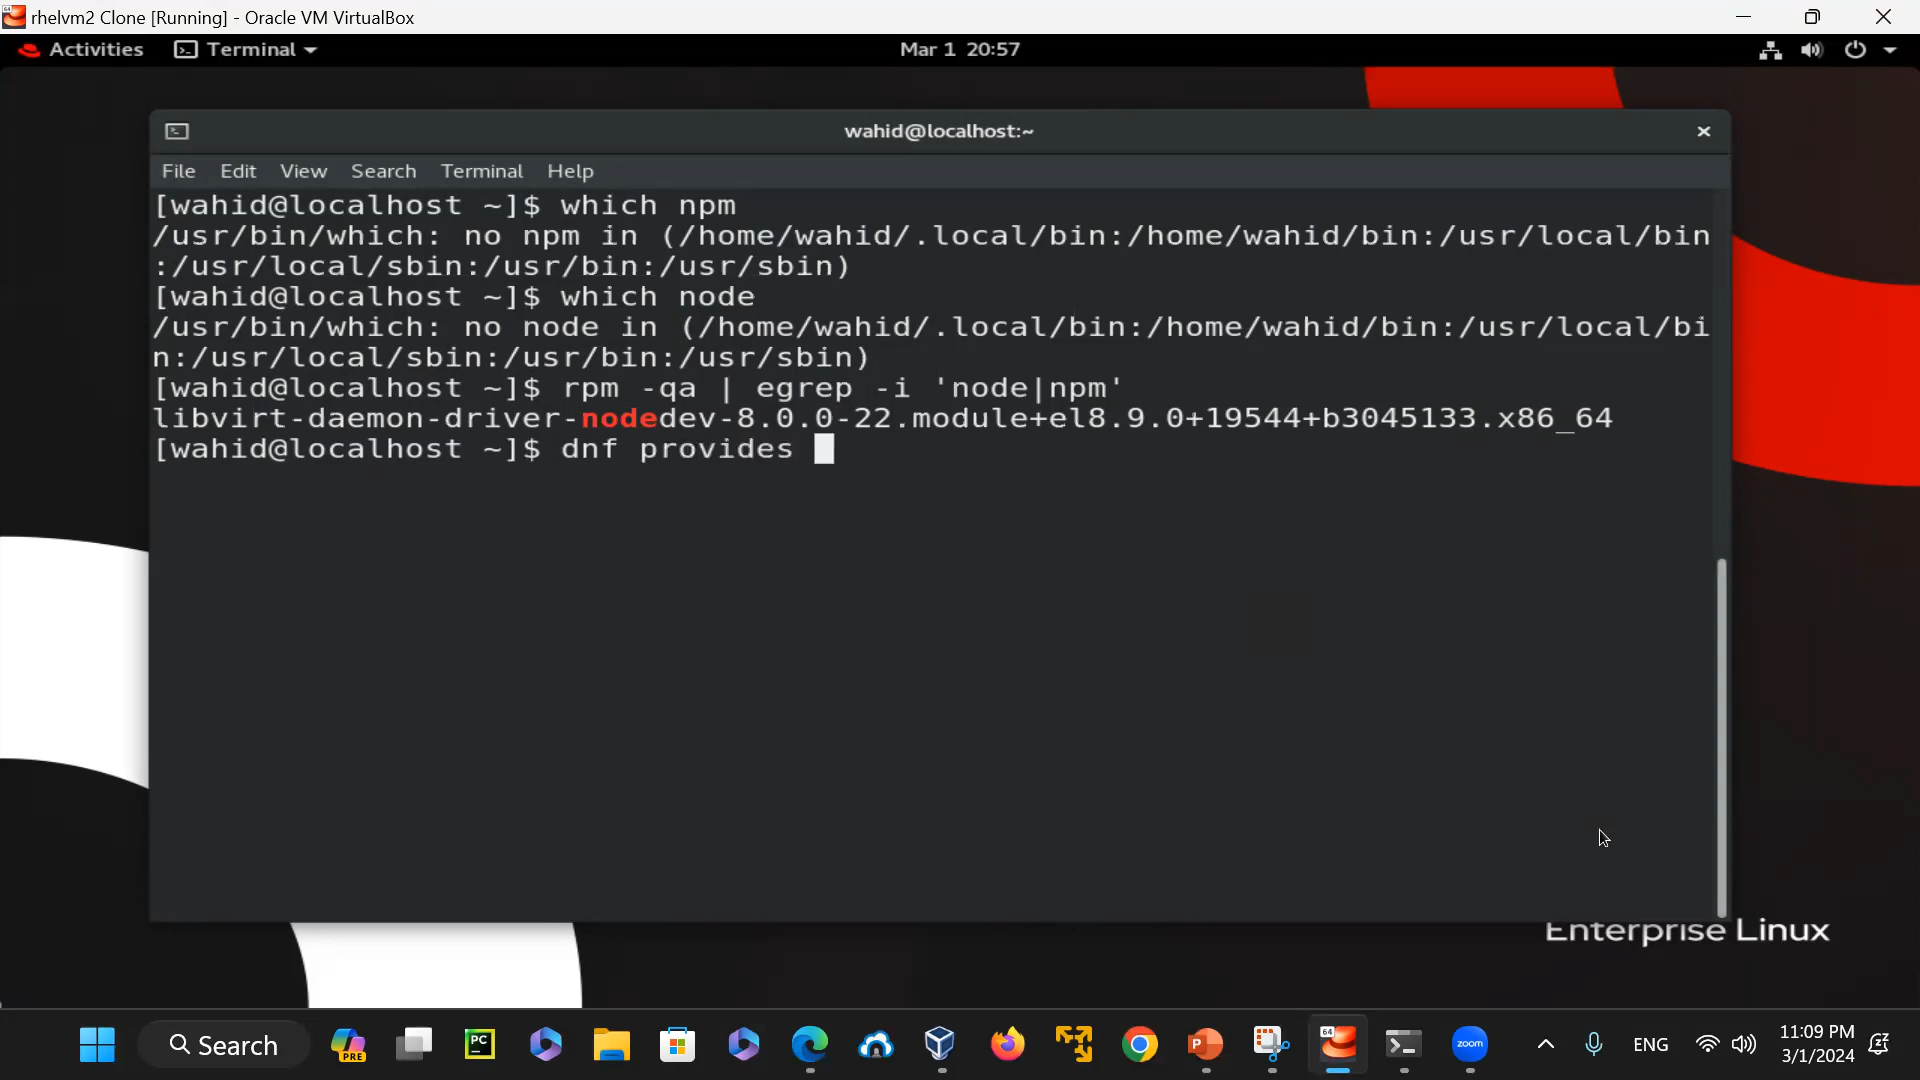 rhelvm2 Clone [Running] - Oracle VM VirtualBox
Activities Terminal Mar 1 20:57
wahid@localhost:~
File Edit View Search Terminal Help
[wahid@localhost ~]$ which npm
/usr/bin/which: no npm in (/home/wahid/.local/bin:/home/wahid/bin:/usr/local/bin
:/usr/local/sbin:/usr/bin:/usr/sbin)
[wahid@localhost ~]$ which node
/usr/bin/which: no node in (/home/wahid/.local/bin:/home/wahid/bin:/usr/local/bi
n:/usr/local/sbin:/usr/bin:/usr/sbin)
[wahid@localhost ~]$ rpm -qa | egrep -i 'node|npm'
libvirt-daemon-driver-nodedev-8.0.0-22.module+el8.9.0+19544+b3045133.x86_64
[wahid@localhost ~]$ dnf provides
Enterprise Linux
Search PRE PC 64 zoom ENG 11:09 PM
3/1/2024